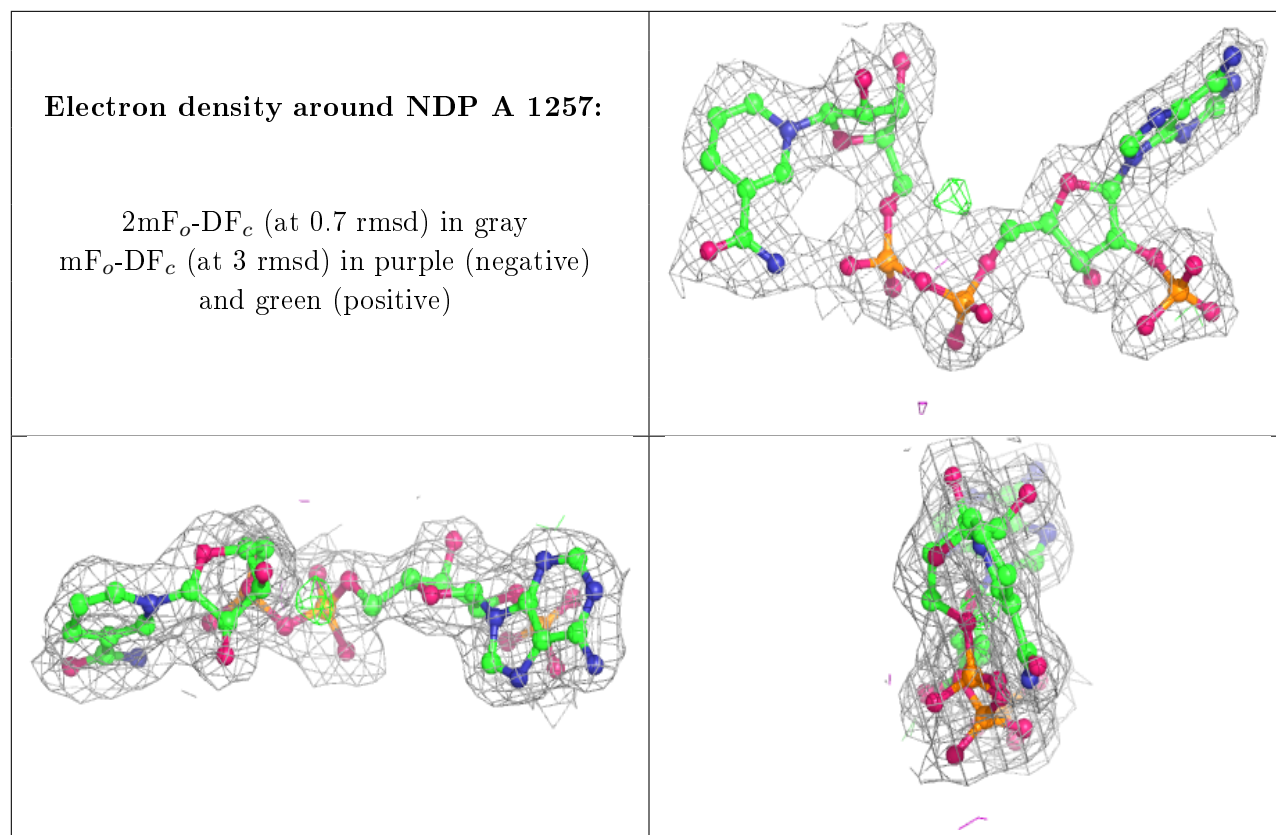 Electron density around NDP A 1257:
2mFₒ-DF𝑐 (at 0.7 rmsd) in gray
mFₒ-DF𝑐 (at 3 rmsd) in purple (negative)
and green (positive)